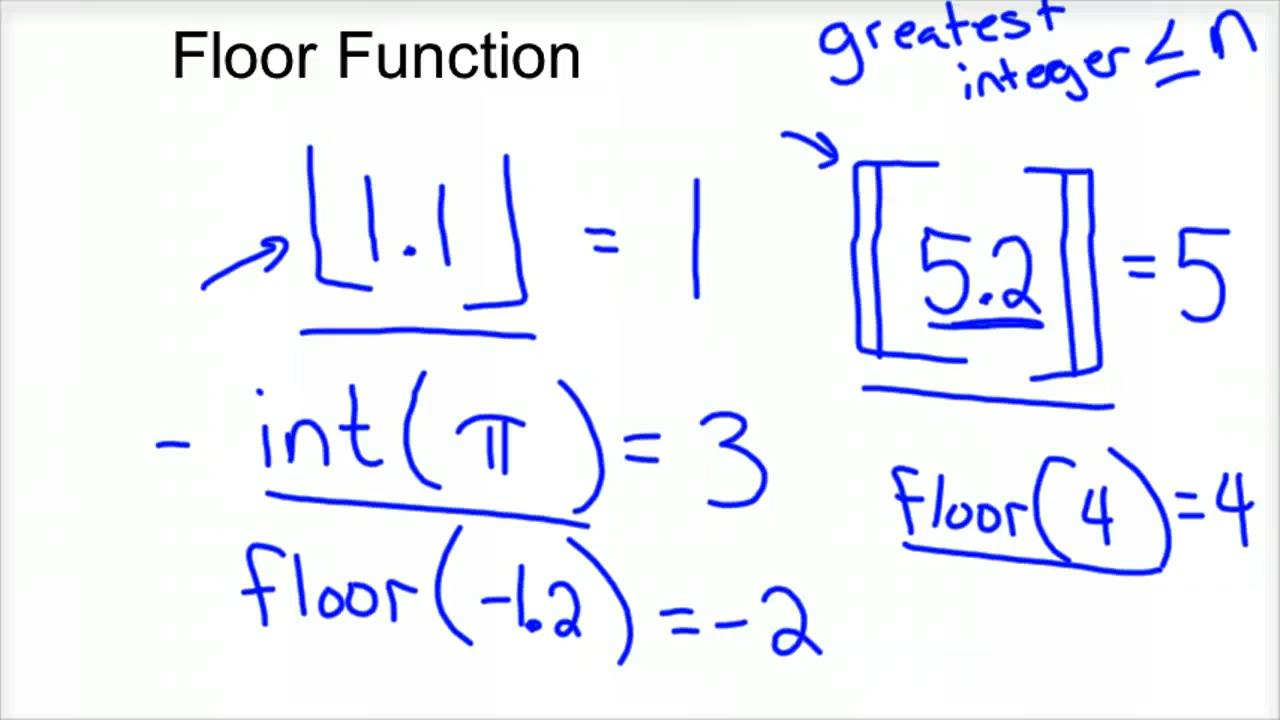 Floor Function
greatest
integer ≤ n
⌊1.1⌋ = 1
⟦5.2⟧ = 5
- int(π) = 3
floor(4) = 4
floor(-1.2) = -2